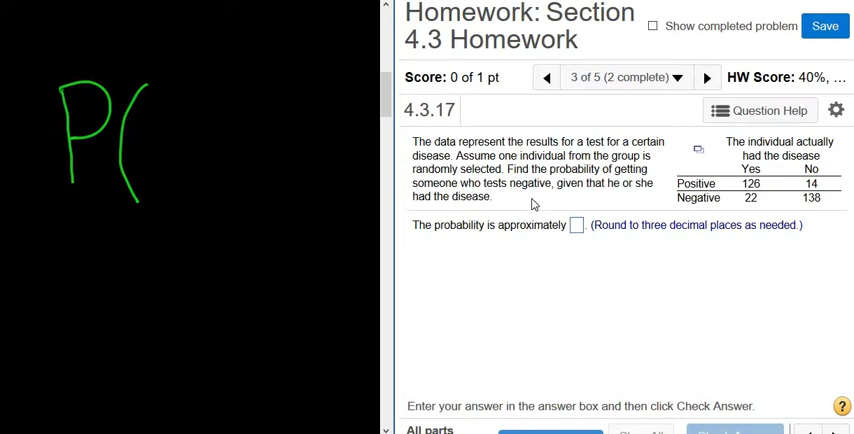 P(
Homework: Section
4.3 Homework
Show completed problem
Save
Score: 0 of 1 pt
3 of 5 (2 complete)
HW Score: 40%, ...
4.3.17
Question Help
The data represent the results for a test for a certain
disease. Assume one individual from the group is
randomly selected. Find the probability of getting
someone who tests negative, given that he or she
had the disease.
The individual actually
had the disease
Yes No
Positive 126 14
Negative 22 138
The probability is approximately . (Round to three decimal places as needed.)
Enter your answer in the answer box and then click Check Answer.
?
All parts
Clear All
Check Answer